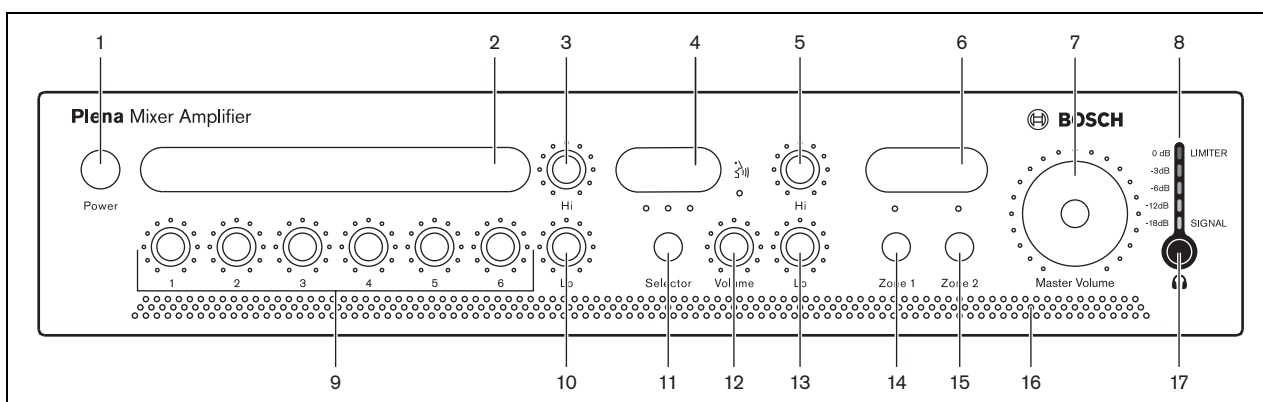 1 2 3 4 5 6 7 8
Plena Mixer Amplifier
BOSCH
0 dB LIMITER
-3dB
-6dB
-12dB
-18dB SIGNAL
Power
Hi
Hi
1 2 3 4 5 6
Lo
Selector
Volume
Lo
Zone 1
Zone 2
Master Volume
9 10 11 12 13 14 15 16 17